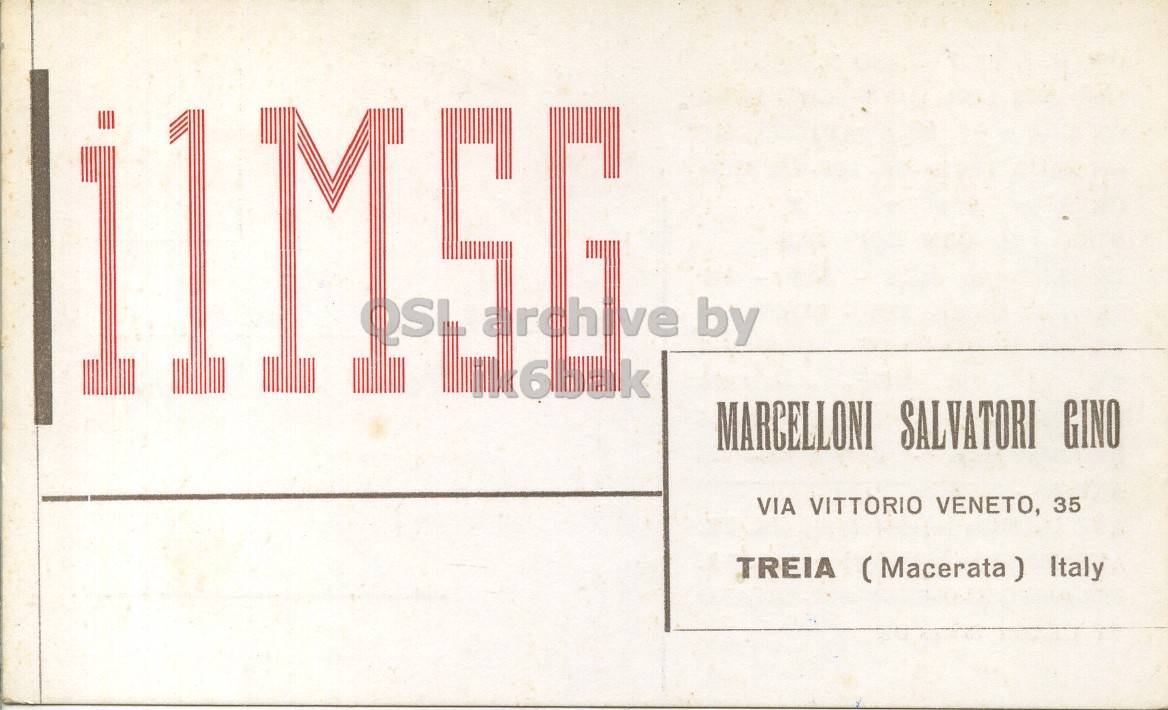 i1MSG
QSL archive by
ik6bak
MARCELLONI SALVATORI GINO
VIA VITTORIO VENETO, 35
TREIA (Macerata) Italy